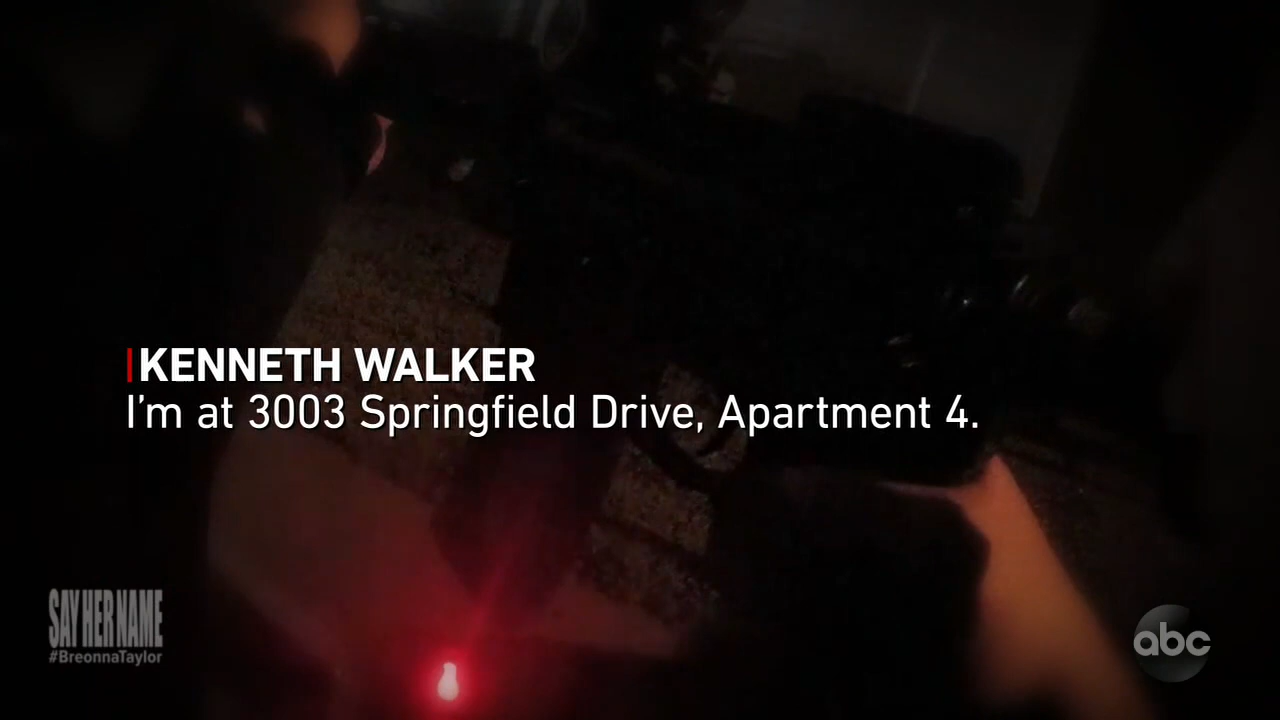 KENNETH WALKER
I'm at 3003 Springfield Drive, Apartment 4.
SAY HER NAME
#BreonnaTaylor
abc